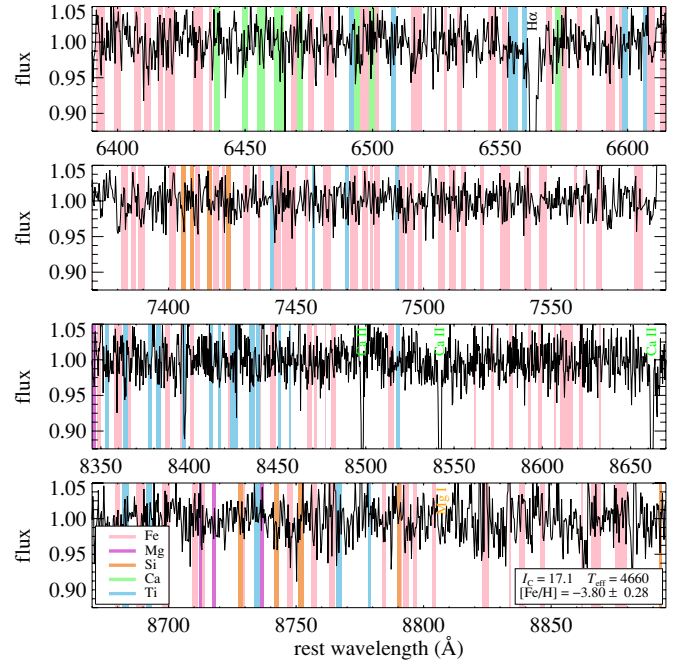 Hα
1.05
1.00
0.95
0.90
flux
6400 6450 6500 6550 6600
1.05
1.00
0.95
0.90
flux
7400 7450 7500 7550
Ca II Ca II Ca II
1.05
1.00
0.95
0.90
flux
8350 8400 8450 8500 8550 8600 8650
Mg I
1.05
1.00
0.95
0.90
flux
Fe
Mg
Si
Ca
Ti
I_C = 17.1 T_eff = 4660
[Fe/H] = −3.80 ± 0.28
8700 8750 8800 8850
rest wavelength (Å)